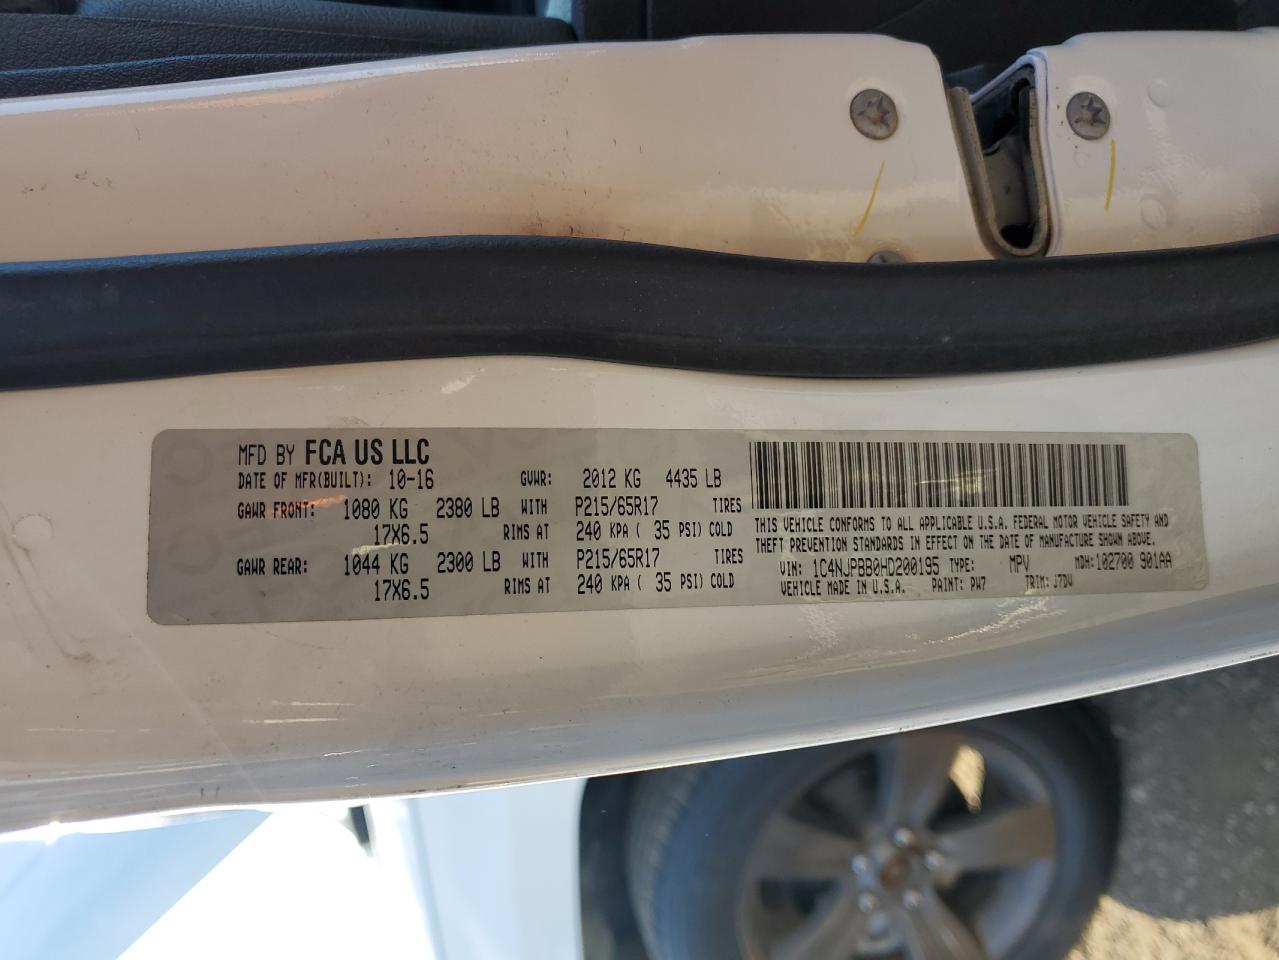 MFD BY FCA US LLC
DATE OF MFR(BUILT): 10-16 GVWR: 2012 KG 4435 LB
GAWR FRONT: 1080 KG 2380 LB WITH P215/65R17 TIRES
17X6.5 RIMS AT 240 KPA ( 35 PSI) COLD
GAWR REAR: 1044 KG 2300 LB WITH P215/65R17 TIRES
17X6.5 RIMS AT 240 KPA ( 35 PSI) COLD
THIS VEHICLE CONFORMS TO ALL APPLICABLE U.S.A. FEDERAL MOTOR VEHICLE SAFETY AND
THEFT PREVENTION STANDARDS IN EFFECT ON THE DATE OF MANUFACTURE SHOWN ABOVE.
VIN: 1C4NJPBB0HD200195 TYPE: MPV MDH: 102700 901AA
VEHICLE MADE IN U.S.A. PAINT: PW7 TRIM: J7DV